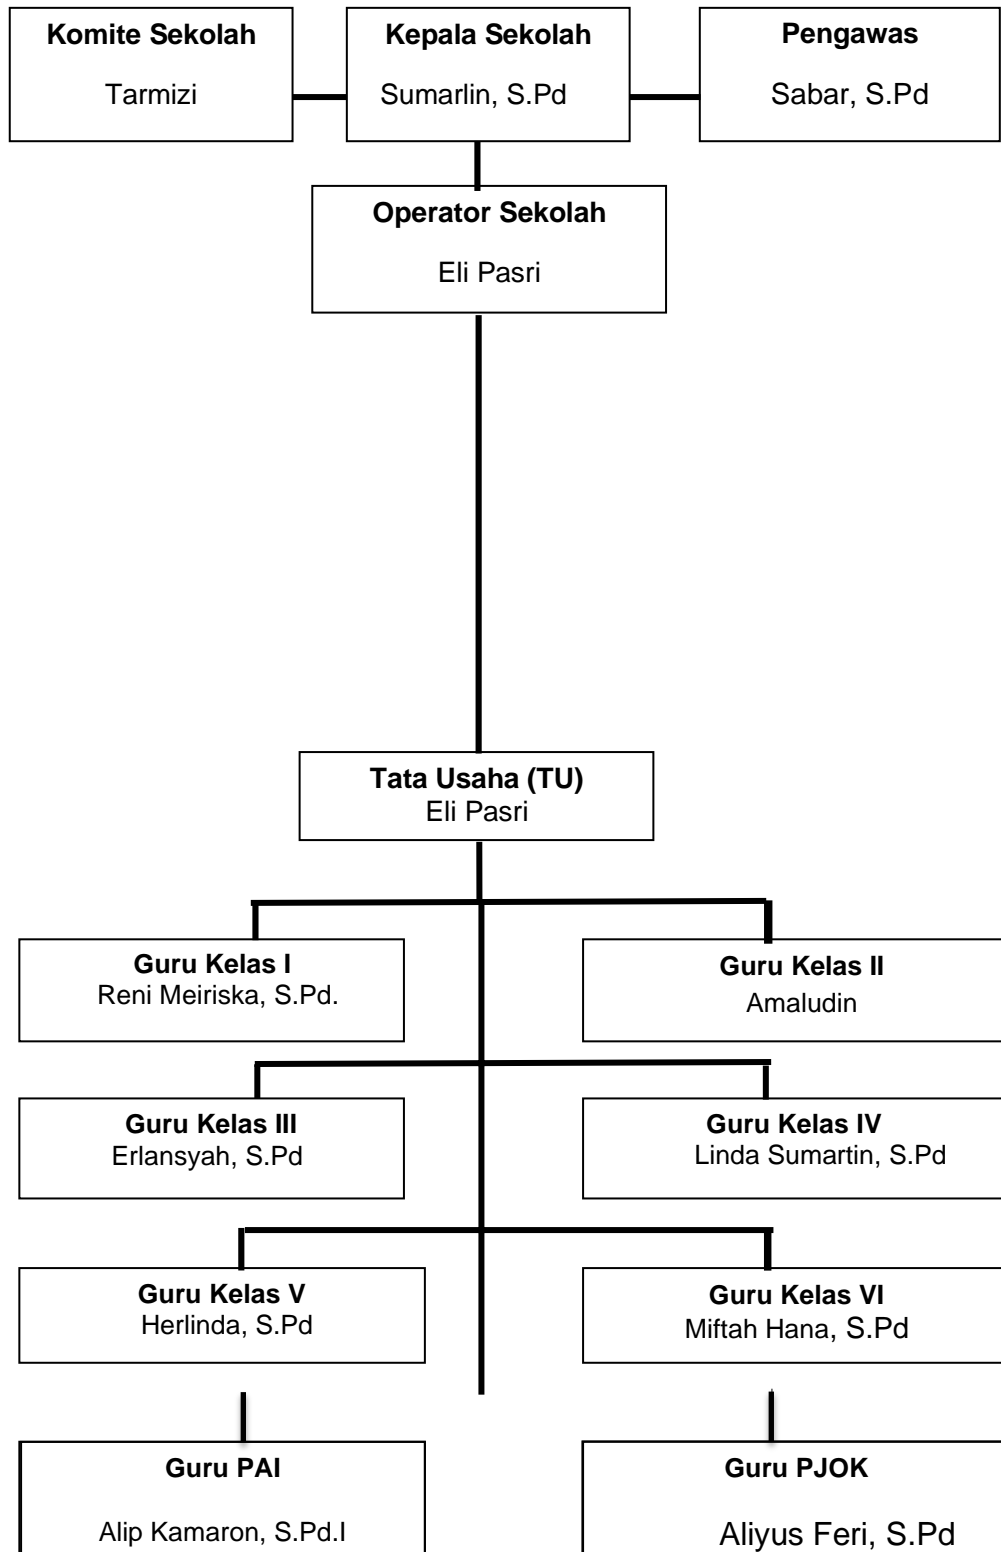 Komite Sekolah
Tarmizi
Kepala Sekolah
Sumarlin, S.Pd
Pengawas
Sabar, S.Pd
Operator Sekolah
Eli Pasri
Tata Usaha (TU)
Eli Pasri
Guru Kelas I
Reni Meiriska, S.Pd.
Guru Kelas II
Amaludin
Guru Kelas III
Erlansyah, S.Pd
Guru Kelas IV
Linda Sumartin, S.Pd
Guru Kelas V
Herlinda, S.Pd
Guru Kelas VI
Miftah Hana, S.Pd
Guru PAI
Alip Kamaron, S.Pd.I
Guru PJOK
Aliyus Feri, S.Pd